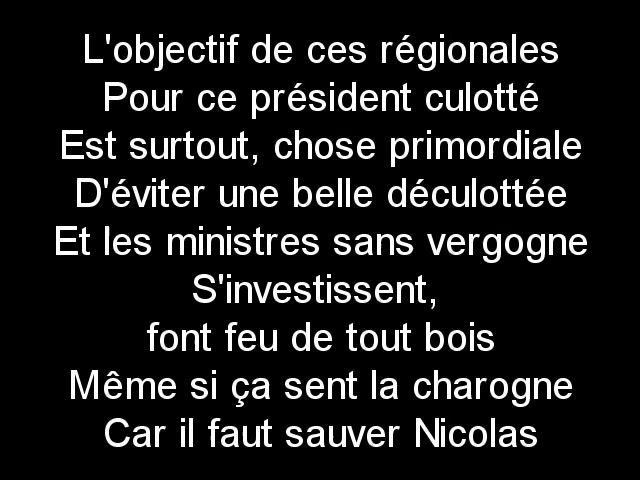 L'objectif de ces régionales
Pour ce président culotté
Est surtout, chose primordiale
D'éviter une belle déculottée
Et les ministres sans vergogne
S'investissent,
font feu de tout bois
Même si ça sent la charogne
Car il faut sauver Nicolas